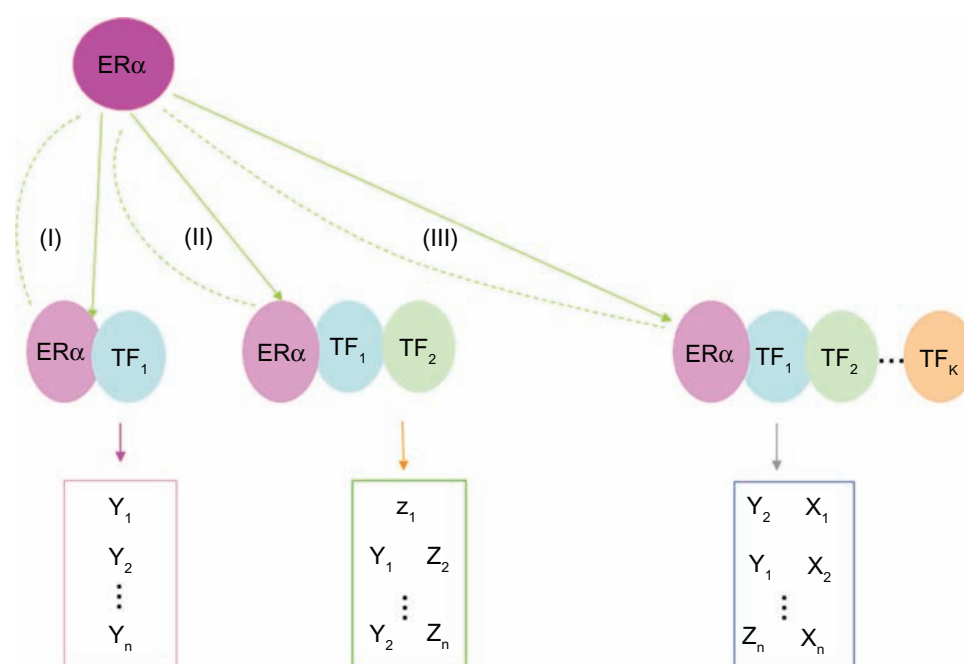 ERα
(I) (II) (III)
ERα TF₁ ERα TF₁ TF₂ ERα TF₁ TF₂ ... TF_K
Y₁ z₁ Y₂ X₁
Y₂ Y₁ Z₂ Y₁ X₂
⋮ ⋮ ⋮
Yₙ Y₂ Zₙ Zₙ Xₙ